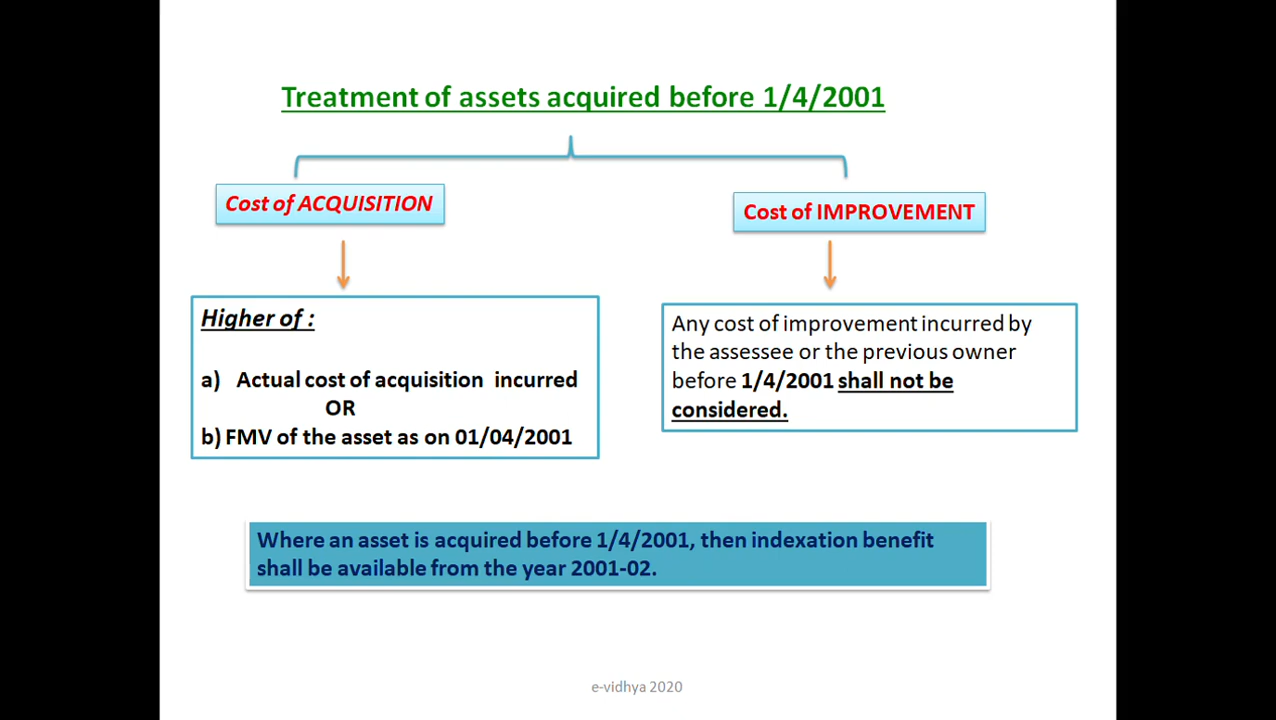 Treatment of assets acquired before 1/4/2001
Cost of ACQUISITION
Cost of IMPROVEMENT
Higher of :
a) Actual cost of acquisition incurred
OR
b) FMV of the asset as on 01/04/2001
Any cost of improvement incurred by
the assessee or the previous owner
before 1/4/2001 shall not be
considered.
Where an asset is acquired before 1/4/2001, then indexation benefit
shall be available from the year 2001-02.
e-vidhya 2020